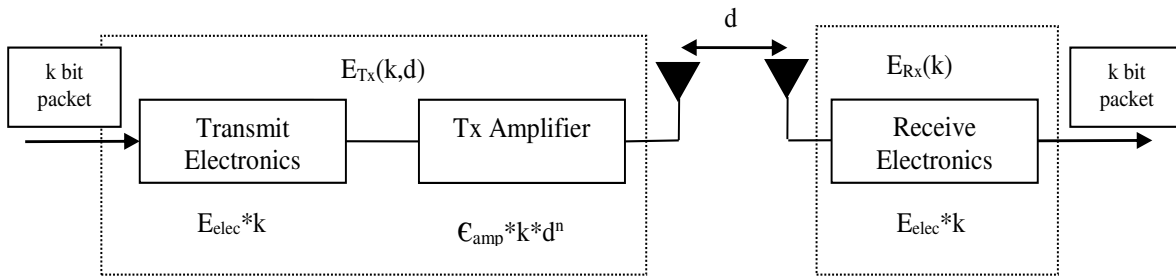 k bit
packet
E_Tx(k,d)
Transmit
Electronics
Tx Amplifier
E_elec*k
Є_amp*k*d^n
d
E_Rx(k)
Receive
Electronics
E_elec*k
k bit
packet